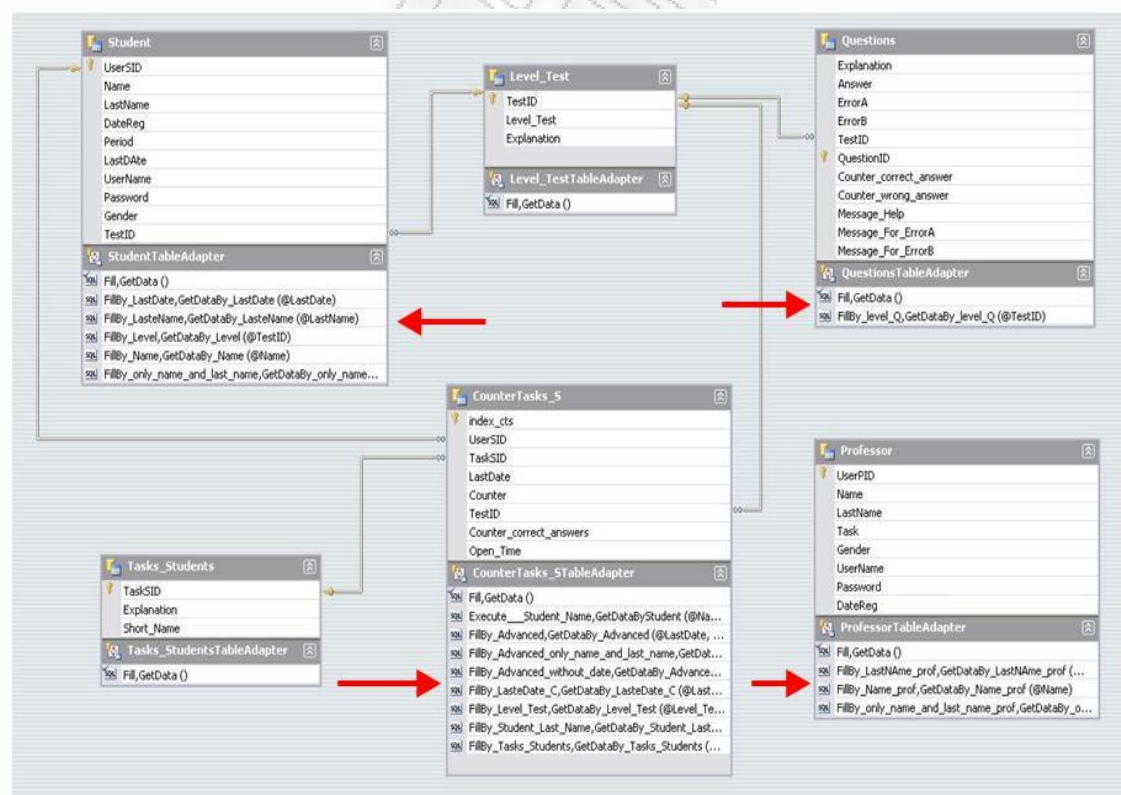 Student
UserSID
Name
LastName
DateReg
Period
LastDAte
UserName
Password
Gender
TestID
StudentTableAdapter
Fill,GetData ()
FillBy_LastDate,GetDataBy_LastDate (@LastDate)
FillBy_LasteName,GetDataBy_LasteName (@LastName)
FillBy_Level,GetDataBy_Level (@TestID)
FillBy_Name,GetDataBy_Name (@Name)
FillBy_only_name_and_last_name,GetDataBy_only_name...
Level_Test
TestID
Level_Test
Explanation
Level_TestTableAdapter
Fill,GetData ()
Questions
Explanation
Answer
ErrorA
ErrorB
TestID
QuestionID
Counter_correct_answer
Counter_wrong_answer
Message_Help
Message_For_ErrorA
Message_For_ErrorB
QuestionsTableAdapter
Fill,GetData ()
FillBy_level_Q,GetDataBy_level_Q (@TestID)
CounterTasks_S
index_cts
UserSID
TaskSID
LastDate
Counter
TestID
Counter_correct_answers
Open_Time
CounterTasks_STableAdapter
Fill,GetData ()
Execute___Student_Name,GetDataByStudent (@Na...
FillBy_Advanced,GetDataBy_Advanced (@LastDate, ...
FillBy_Advanced_only_name_and_last_name,GetDat...
FillBy_Advanced_without_date,GetDataBy_Advance...
FillBy_LasteDate_C,GetDataBy_LasteDate_C (@Last...
FillBy_Level_Test,GetDataBy_Level_Test (@Level_Te...
FillBy_Student_Last_Name,GetDataBy_Student_Last...
FillBy_Tasks_Students,GetDataBy_Tasks_Students (...
Tasks_Students
TaskSID
Explanation
Short_Name
Tasks_StudentsTableAdapter
Fill,GetData ()
Professor
UserPID
Name
LastName
Task
Gender
UserName
Password
DateReg
ProfessorTableAdapter
Fill,GetData ()
FillBy_LastNAme_prof,GetDataBy_LastNAme_prof (...
FillBy_Name_prof,GetDataBy_Name_prof (@Name)
FillBy_only_name_and_last_name_prof,GetDataBy_o...